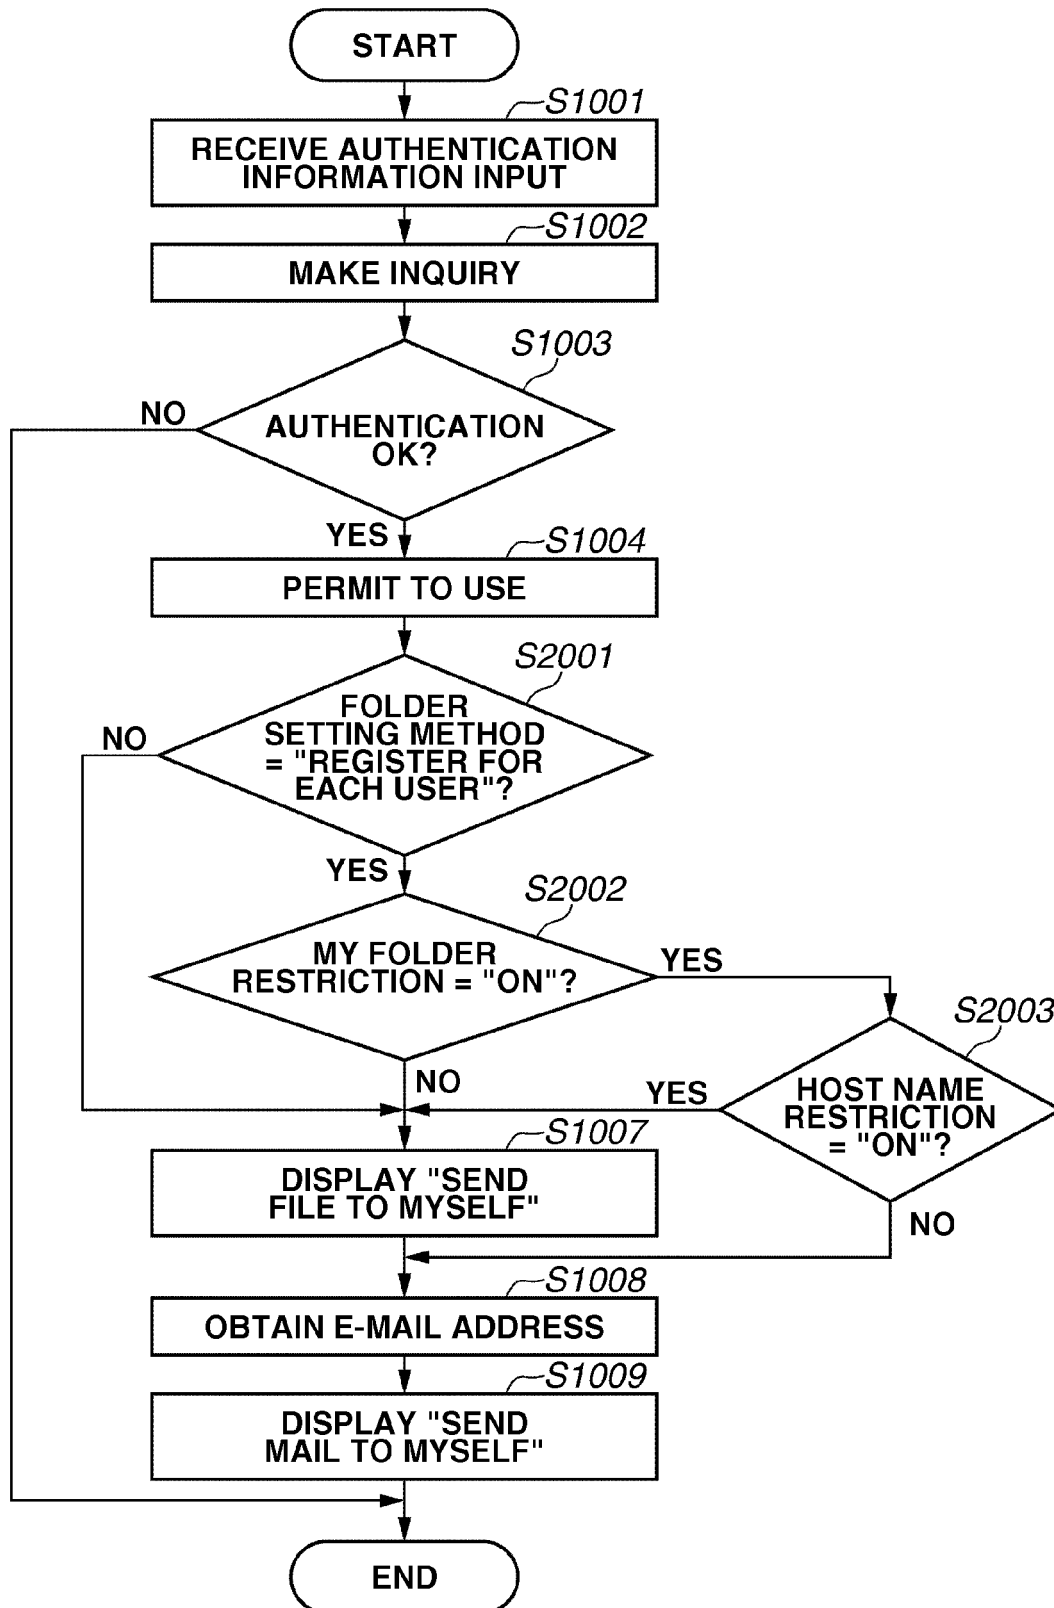 START
S1001
RECEIVE AUTHENTICATION
INFORMATION INPUT
S1002
MAKE INQUIRY
S1003
NO
AUTHENTICATION
OK?
YES
S1004
PERMIT TO USE
S2001
NO
FOLDER
SETTING METHOD
= "REGISTER FOR
EACH USER"?
YES
S2002
MY FOLDER
RESTRICTION = "ON"?
YES
S2003
NO
YES
HOST NAME
RESTRICTION
= "ON"?
S1007
DISPLAY "SEND
FILE TO MYSELF"
NO
S1008
OBTAIN E-MAIL ADDRESS
S1009
DISPLAY "SEND
MAIL TO MYSELF"
END